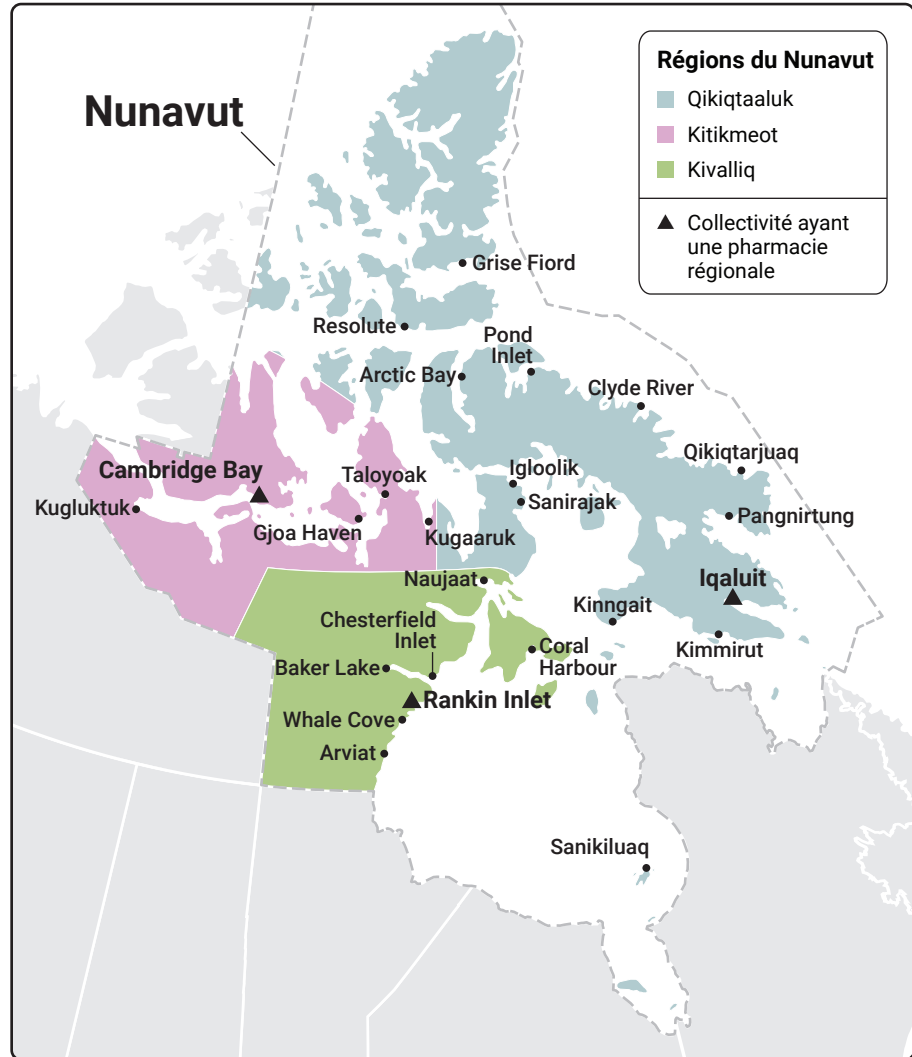 Nunavut
Régions du Nunavut
Qikiqtaaluk
Kitikmeot
Kivalliq
Collectivité ayant
une pharmacie
régionale
Grise Fiord
Resolute
Pond
Inlet
Arctic Bay
Clyde River
Qikiqtarjuaq
Cambridge Bay
Taloyoak
Igloolik
Sanirajak
Kugluktuk
Gjoa Haven
Kugaaruk
Pangnirtung
Naujaat
Iqaluit
Kinngait
Chesterfield
Inlet
Coral
Harbour
Kimmirut
Baker Lake
Rankin Inlet
Whale Cove
Arviat
Sanikiluaq